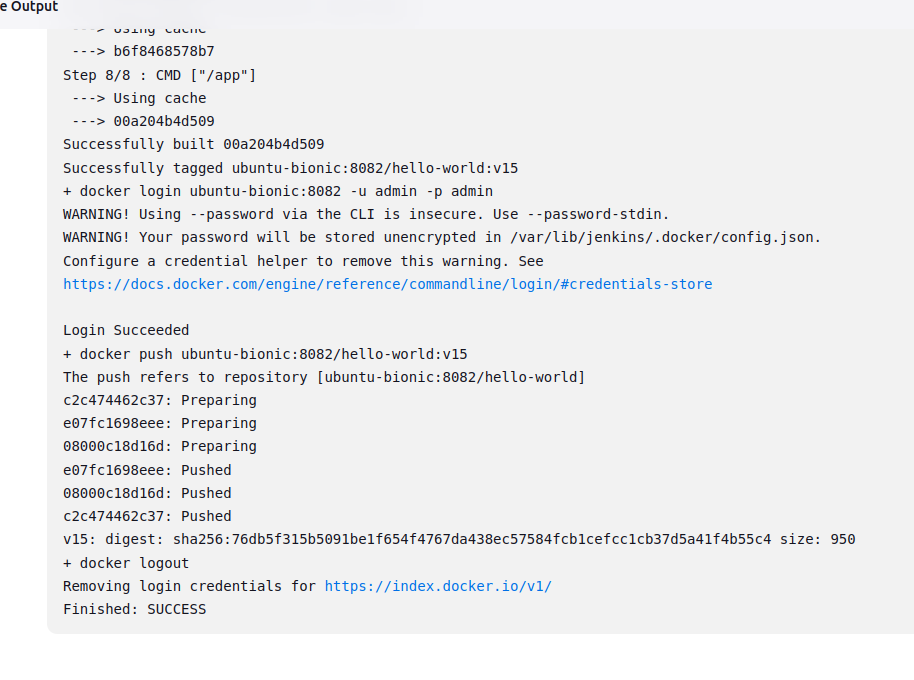 e Output
---> Using cache
---> b6f8468578b7
Step 8/8 : CMD ["/app"]
---> Using cache
---> 00a204b4d509
Successfully built 00a204b4d509
Successfully tagged ubuntu-bionic:8082/hello-world:v15
+ docker login ubuntu-bionic:8082 -u admin -p admin
WARNING! Using --password via the CLI is insecure. Use --password-stdin.
WARNING! Your password will be stored unencrypted in /var/lib/jenkins/.docker/config.json.
Configure a credential helper to remove this warning. See
https://docs.docker.com/engine/reference/commandline/login/#credentials-store
Login Succeeded
+ docker push ubuntu-bionic:8082/hello-world:v15
The push refers to repository [ubuntu-bionic:8082/hello-world]
c2c474462c37: Preparing
e07fc1698eee: Preparing
08000c18d16d: Preparing
e07fc1698eee: Pushed
08000c18d16d: Pushed
c2c474462c37: Pushed
v15: digest: sha256:76db5f315b5091be1f654f4767da438ec57584fcb1cefcc1cb37d5a41f4b55c4 size: 950
+ docker logout
Removing login credentials for https://index.docker.io/v1/
Finished: SUCCESS